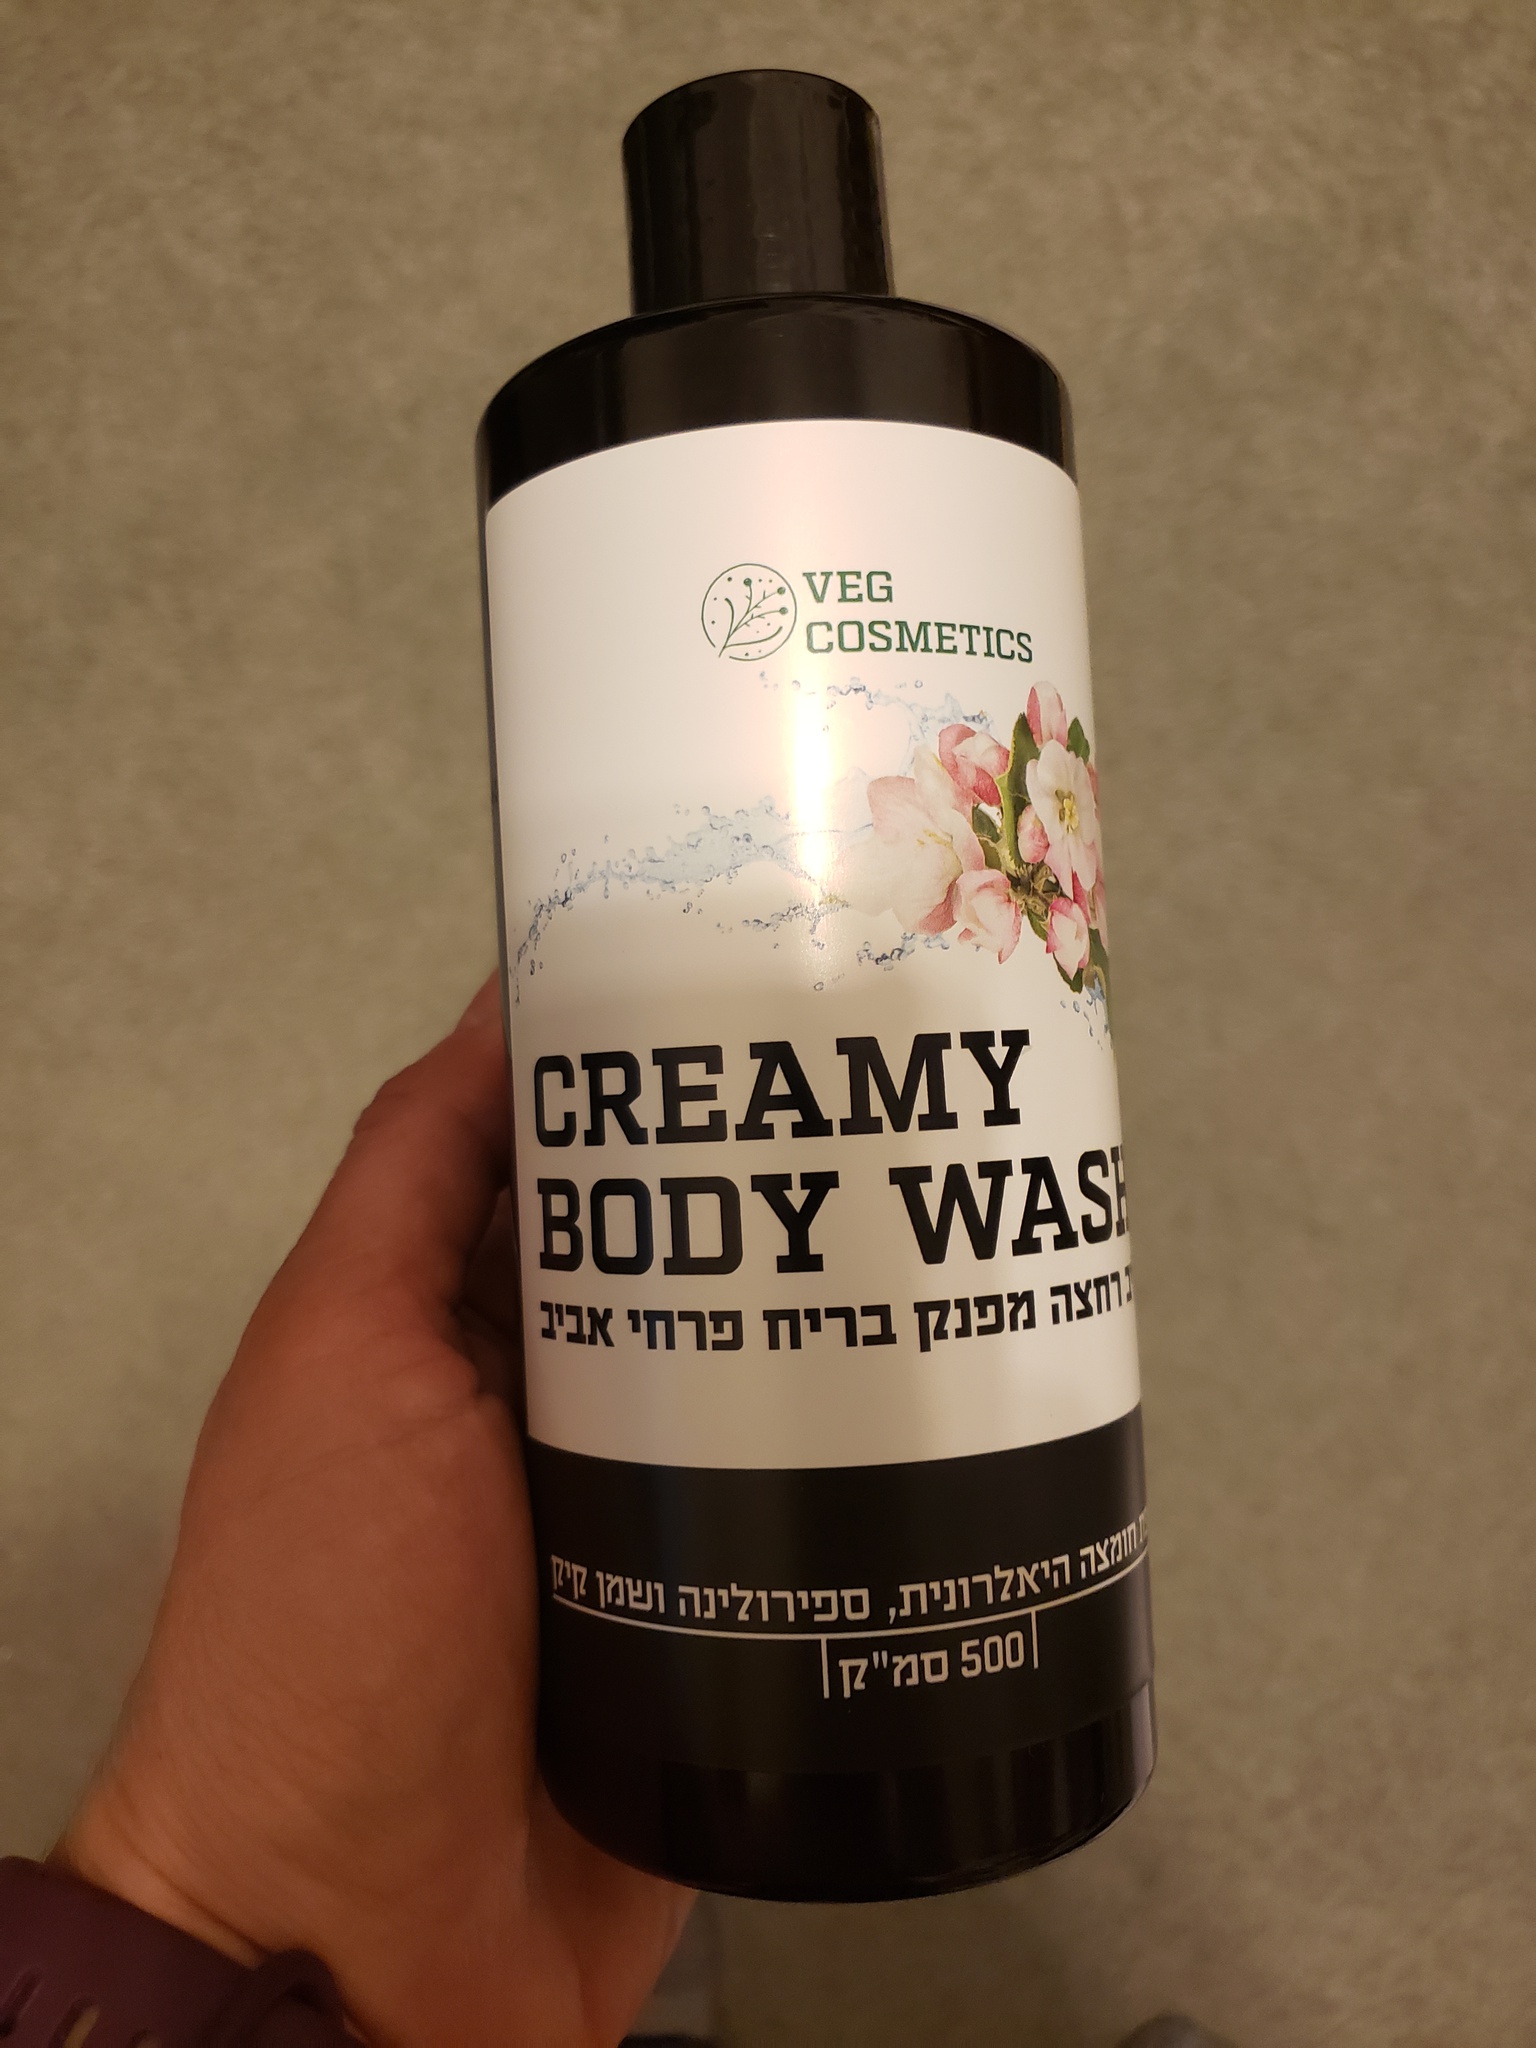 VEG
COSMETICS
CREAMY
BODY WASH
רחצה מפנק בריח פרחי אביב
חומצה היאלרונית, ספירולינה ושמן קיק
500 סמ"ק